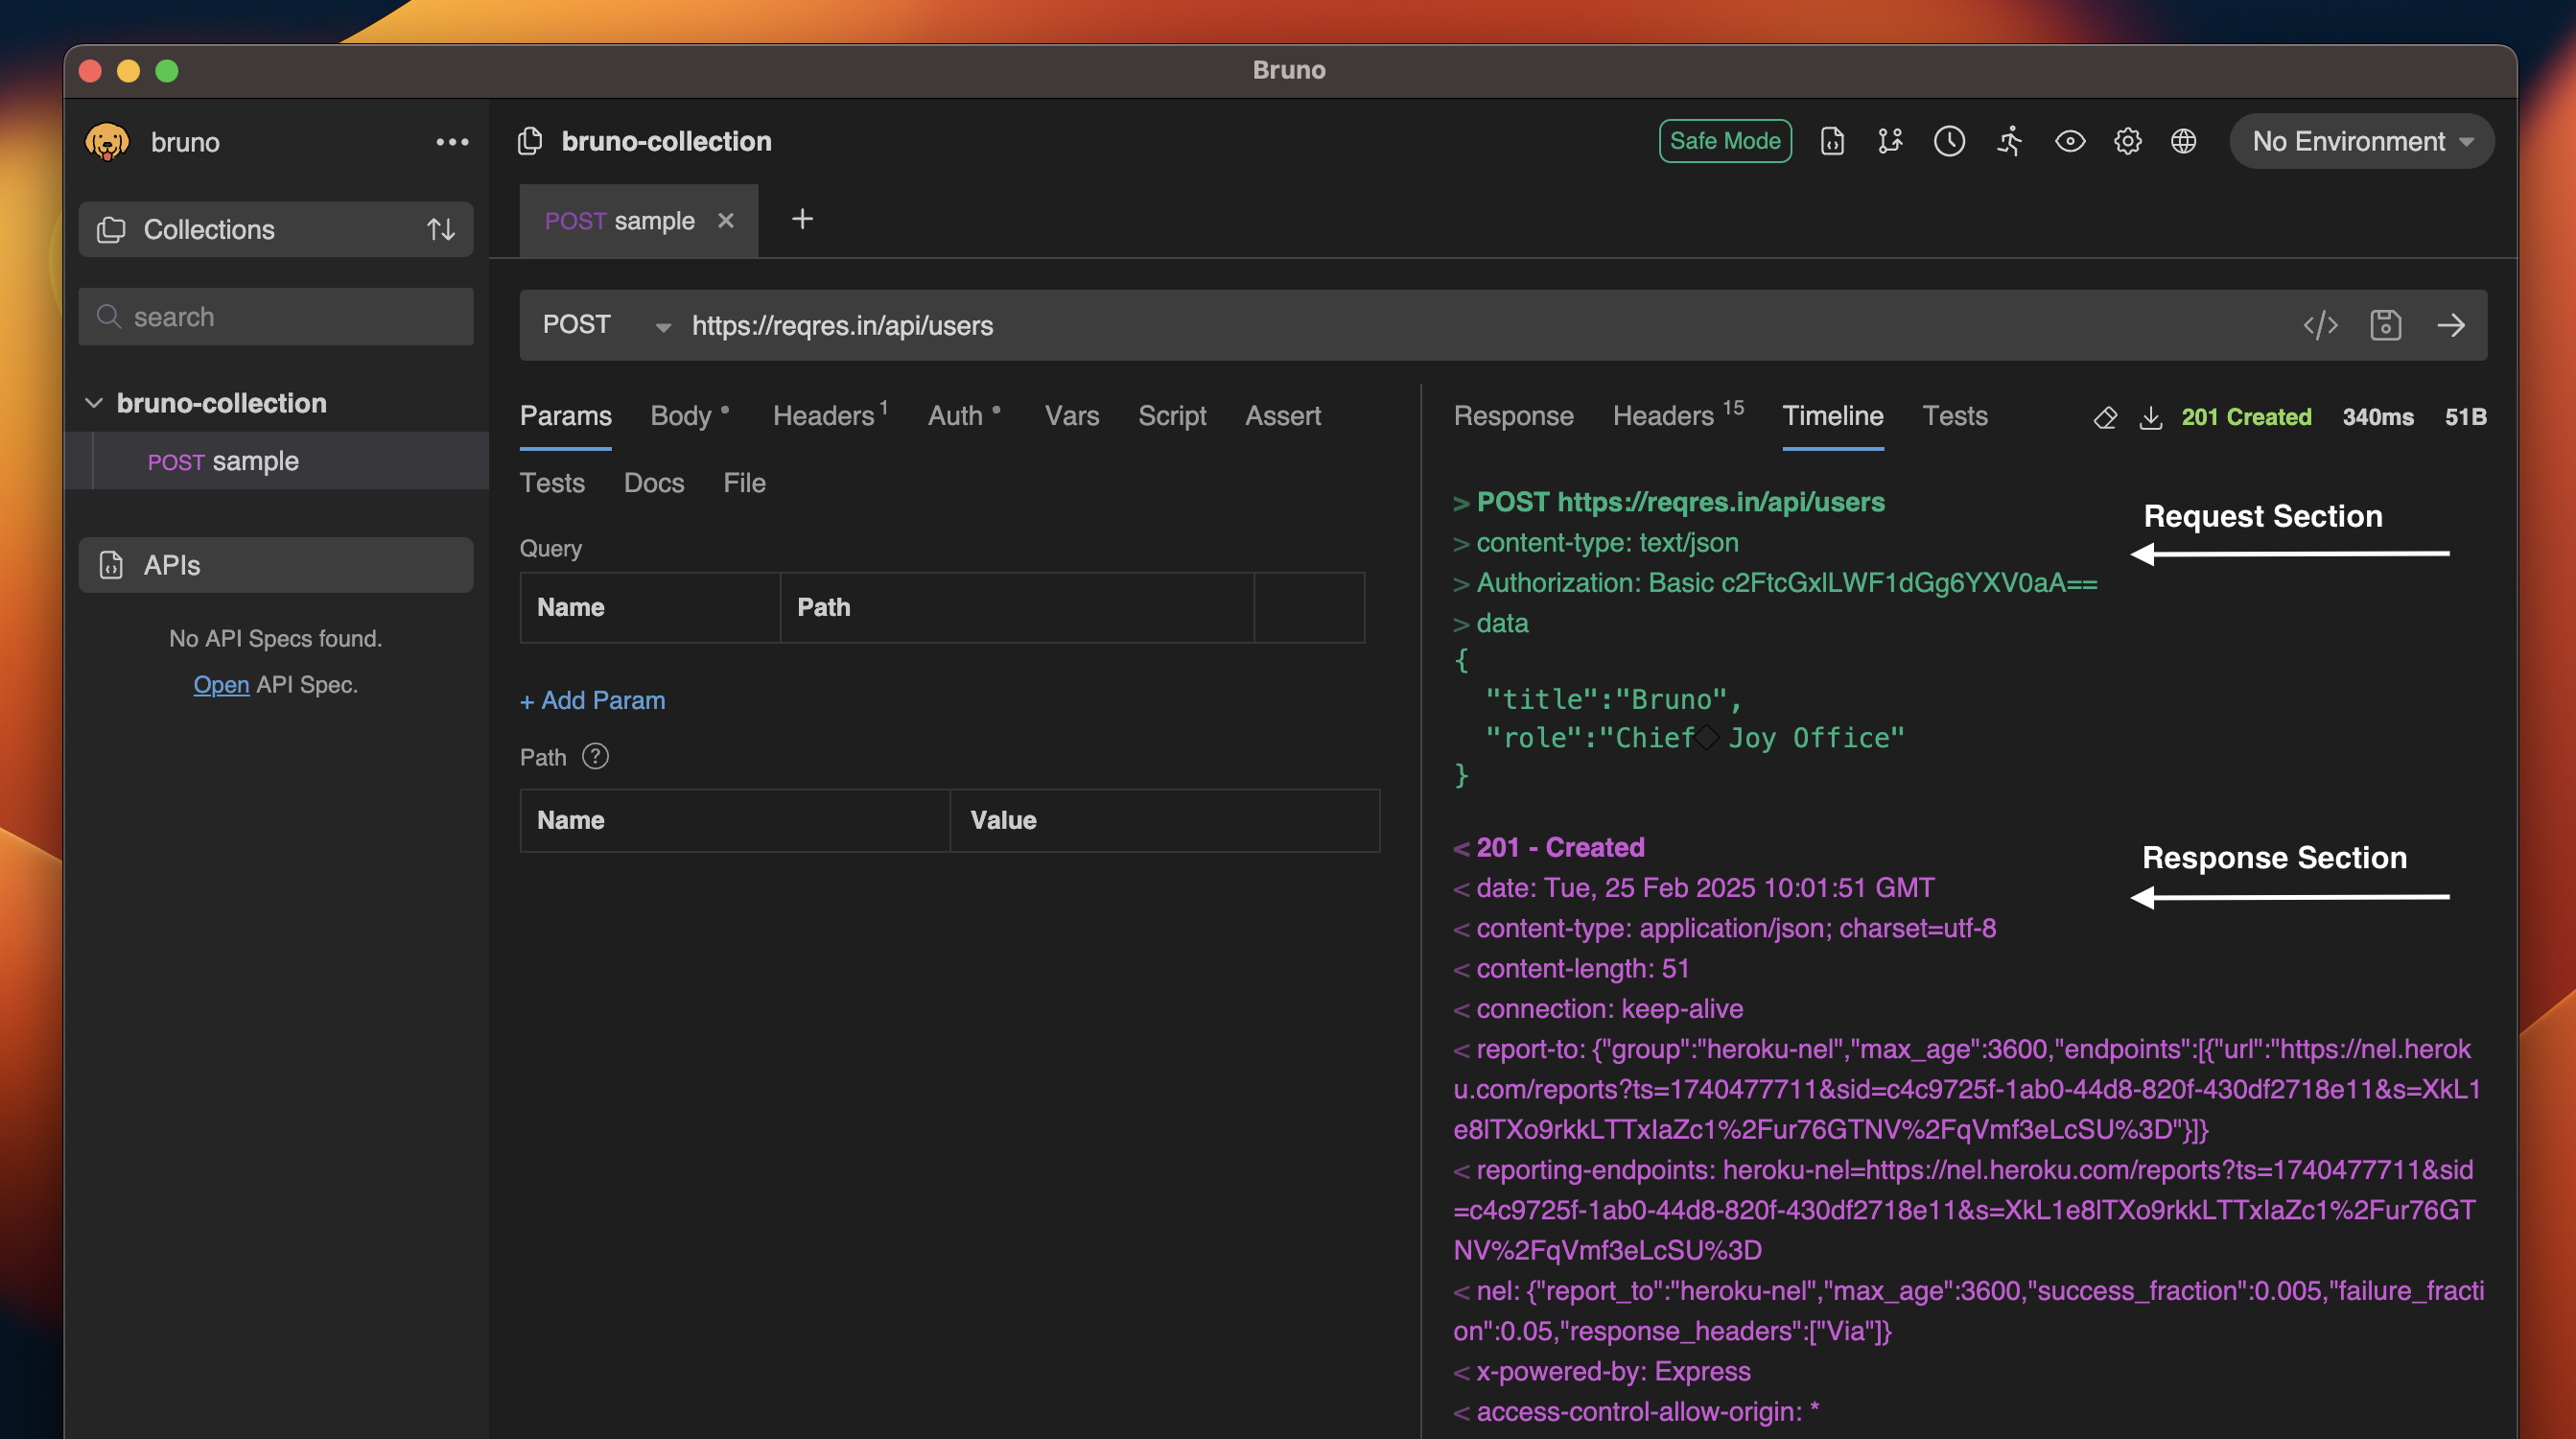 Bruno
bruno
Collections
search
bruno-collection
POST sample
APIs
No API Specs found.
Open API Spec.
bruno-collection
Safe Mode
No Environment
POST sample
POST https://reqres.in/api/users
Params Body Headers 1 Auth Vars Script Assert
Tests Docs File
Query
Name Path
+ Add Param
Path ?
Name Value
Response Headers 15 Timeline Tests 201 Created 340ms 51B
> POST https://reqres.in/api/users
> content-type: text/json
> Authorization: Basic c2FtcGxlLWF1dGg6YXV0aA==
> data
{
"title":"Bruno",
"role":"Chief� Joy Office"
}
Request Section
< 201 - Created
< date: Tue, 25 Feb 2025 10:01:51 GMT
< content-type: application/json; charset=utf-8
< content-length: 51
< connection: keep-alive
< report-to: {"group":"heroku-nel","max_age":3600,"endpoints":[{"url":"https://nel.herok
u.com/reports?ts=1740477711&sid=c4c9725f-1ab0-44d8-820f-430df2718e11&s=XkL1
e8lTXo9rkkLTTxIaZc1%2Fur76GTNV%2FqVmf3eLcSU%3D"}]}
< reporting-endpoints: heroku-nel=https://nel.heroku.com/reports?ts=1740477711&sid
=c4c9725f-1ab0-44d8-820f-430df2718e11&s=XkL1e8lTXo9rkkLTTxIaZc1%2Fur76GT
NV%2FqVmf3eLcSU%3D
< nel: {"report_to":"heroku-nel","max_age":3600,"success_fraction":0.005,"failure_fracti
on":0.05,"response_headers":["Via"]}
< x-powered-by: Express
< access-control-allow-origin: *
Response Section